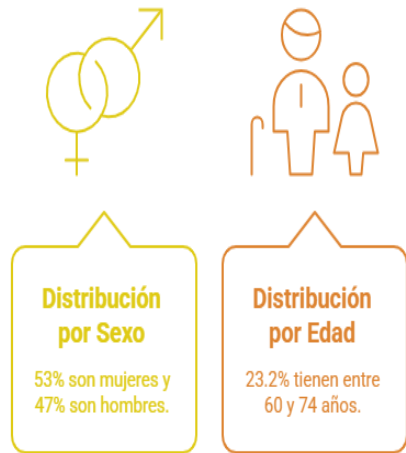 Distribución
por Sexo
53% son mujeres y
47% son hombres.
Distribución
por Edad
23.2% tienen entre
60 y 74 años.